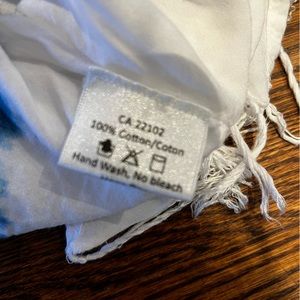 CA 22102
100% Cotton/Coton
Hand Wash, No bleach